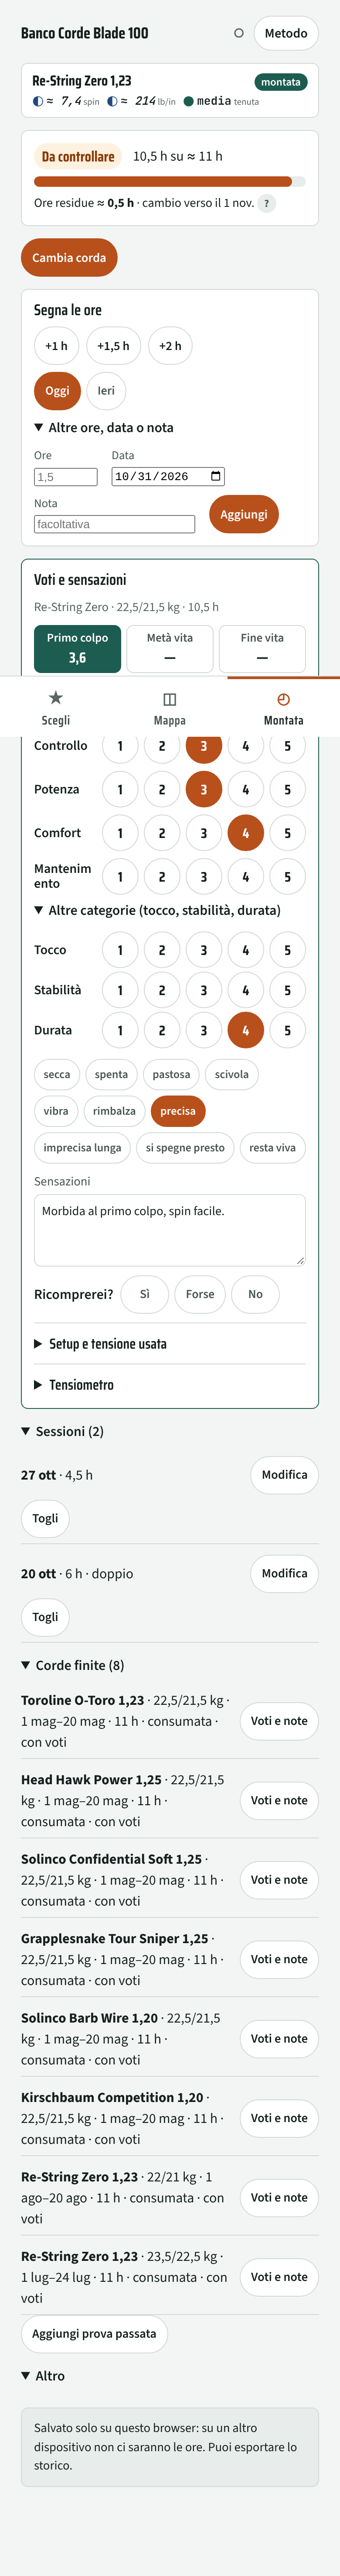 Banco Corde Blade 100
Metodo
Re-String Zero 1,23
montata
≈ 7,4 spin ≈ 214 lb/in media tenuta
Da controllare 10,5 h su ≈ 11 h
Ore residue ≈ 0,5 h · cambio verso il 1 nov. ?
Cambia corda
Segna le ore
+1 h +1,5 h +2 h
Oggi Ieri
▼ Altre ore, data o nota
Ore Data
1,5 10/31/2026
Nota
facoltativa
Aggiungi
Voti e sensazioni
Re-String Zero · 22,5/21,5 kg · 10,5 h
Primo colpo Metà vita Fine vita
3,6 — —
Scegli Mappa Montata
Controllo 1 2 3 4 5
Potenza 1 2 3 4 5
Comfort 1 2 3 4 5
Mantenim
ento 1 2 3 4 5
▼ Altre categorie (tocco, stabilità, durata)
Tocco 1 2 3 4 5
Stabilità 1 2 3 4 5
Durata 1 2 3 4 5
secca spenta pastosa scivola
vibra rimbalza precisa
imprecisa lunga si spegne presto resta viva
Sensazioni
Morbida al primo colpo, spin facile.
Ricomprerei? Sì Forse No
▶ Setup e tensione usata
▶ Tensiometro
▼ Sessioni (2)
27 ott · 4,5 h Modifica
Togli
20 ott · 6 h · doppio Modifica
Togli
▼ Corde finite (8)
Toroline O-Toro 1,23 · 22,5/21,5 kg ·
1 mag–20 mag · 11 h · consumata ·
con voti
Voti e note
Head Hawk Power 1,25 · 22,5/21,5
kg · 1 mag–20 mag · 11 h ·
consumata · con voti
Voti e note
Solinco Confidential Soft 1,25 ·
22,5/21,5 kg · 1 mag–20 mag · 11 h ·
consumata · con voti
Voti e note
Grapplesnake Tour Sniper 1,25 ·
22,5/21,5 kg · 1 mag–20 mag · 11 h ·
consumata · con voti
Voti e note
Solinco Barb Wire 1,20 · 22,5/21,5
kg · 1 mag–20 mag · 11 h ·
consumata · con voti
Voti e note
Kirschbaum Competition 1,20 ·
22,5/21,5 kg · 1 mag–20 mag · 11 h ·
consumata · con voti
Voti e note
Re-String Zero 1,23 · 22/21 kg · 1
ago–20 ago · 11 h · consumata · con
voti
Voti e note
Re-String Zero 1,23 · 23,5/22,5 kg ·
1 lug–24 lug · 11 h · consumata · con
voti
Voti e note
Aggiungi prova passata
▼ Altro
Salvato solo su questo browser: su un altro
dispositivo non ci saranno le ore. Puoi esportare lo
storico.